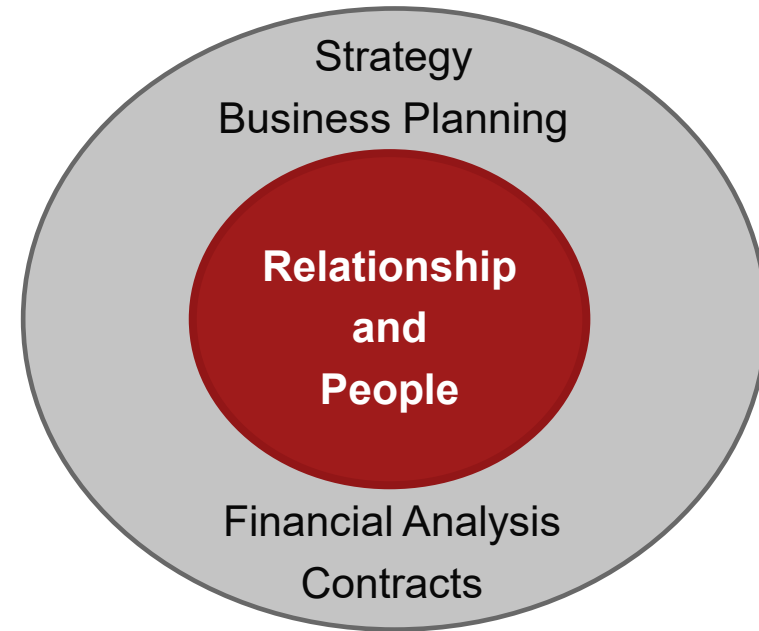 Strategy
Business Planning
Relationship
and
People
Financial Analysis
Contracts